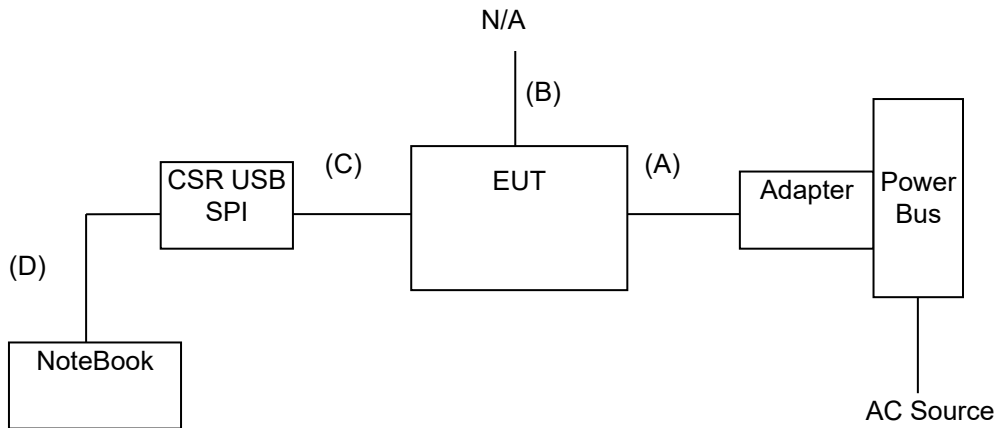 N/A
(B)
CSR USB
SPI
(C)
EUT
(A)
Adapter
Power
Bus
(D)
NoteBook
AC Source